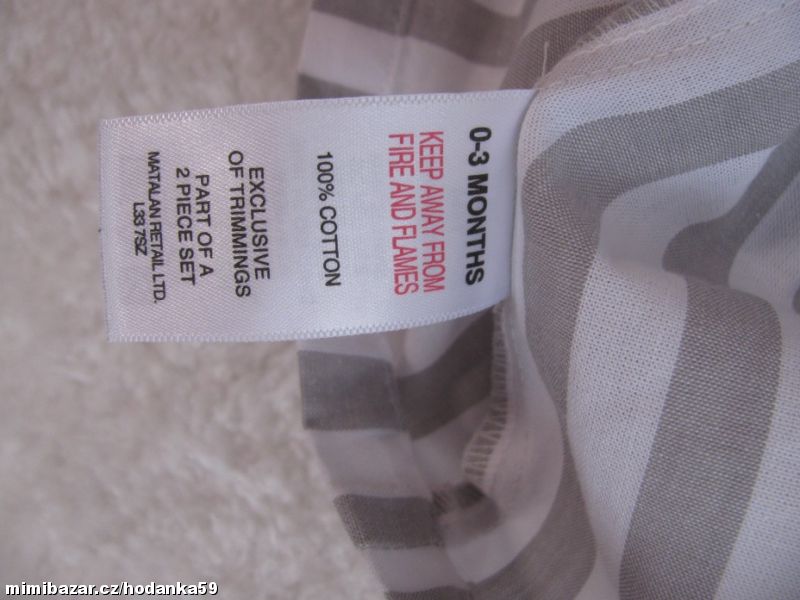 0-3 MONTHS
KEEP AWAY FROM
FIRE AND FLAMES
100% COTTON
EXCLUSIVE
OF TRIMMINGS
PART OF A
2 PIECE SET
MATALAN RETAIL LTD.
L33 7SZ
mimibazar.cz/hodanka59